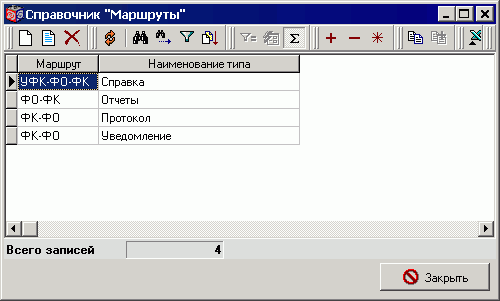 Справочник "Маршруты"
Маршрут Наименование типа
УФК-ФО-ФК Справка
ФО-ФК Отчеты
ФК-ФО Протокол
ФК-ФО Уведомление
Всего записей 4
Закрыть